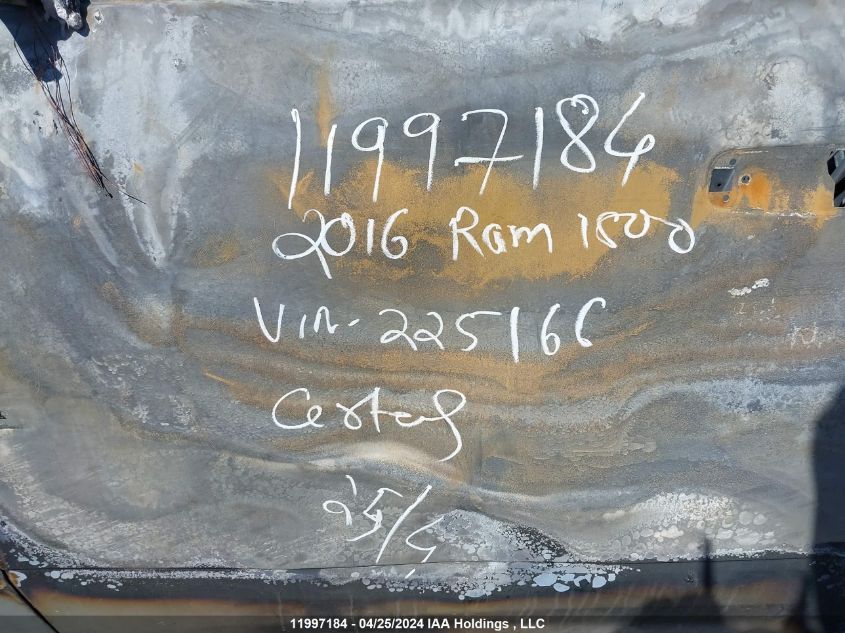 11997184
2016 Ram 1500
VIN-225166
25/4
11997184 - 04/25/2024 IAA Holdings , LLC